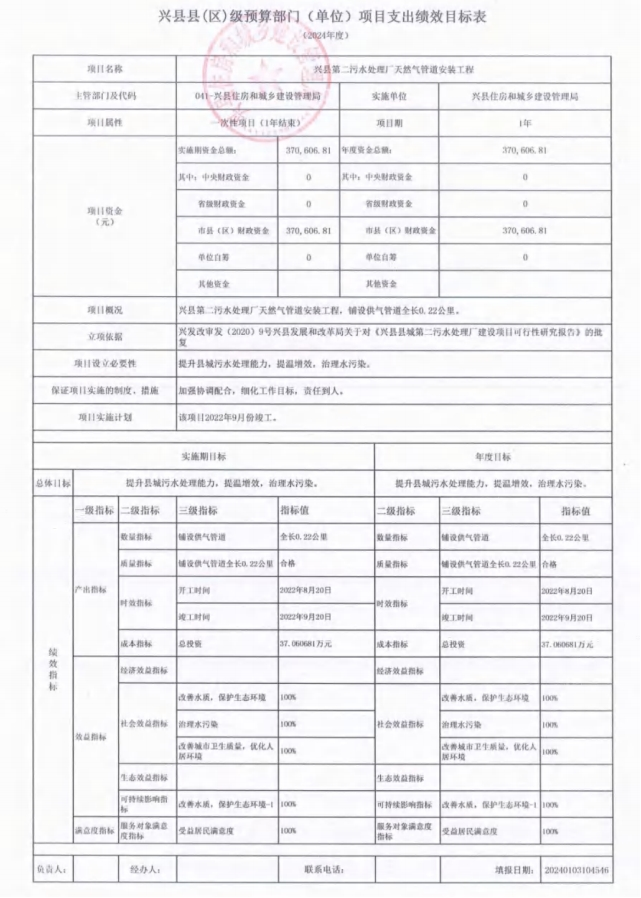 兴县县(区)级预算部门（单位）项目支出绩效目标表
（2024年度）
项目名称 兴县第二污水处理厂天然气管道安装工程
主管部门及代码 041-兴县住房和城乡建设管理局 实施单位 兴县住房和城乡建设管理局
项目属性 一次性项目（1年结束） 项目期 1年
项目资金（元）
实施期资金总额： 370,606.81 年度资金总额： 370,606.81
其中：中央财政资金 0 其中：中央财政资金 0
省级财政资金 0 省级财政资金 0
市县（区）财政资金 370,606.81 市县（区）财政资金 370,606.81
单位自筹 0 单位自筹 0
其他资金 其他资金
项目概况 兴县第二污水处理厂天然气管道安装工程，铺设供气管道全长0.22公里。
立项依据 兴发改审发（2020）9号兴县发展和改革局关于对《兴县县城第二污水处理厂建设项目可行性研究报告》的批
复
项目设立必要性 提升县城污水处理能力，提温增效，治理水污染。
保证项目实施的制度、措施 加强协调配合，细化工作目标，责任到人。
项目实施计划 该项目2022年9月份竣工。
实施期目标 年度目标
总体目标 提升县城污水处理能力，提温增效，治理水污染。 提升县城污水处理能力，提温增效，治理水污染。
绩效指标
一级指标 二级指标 三级指标 指标值 二级指标 三级指标 指标值
产出指标
数量指标 铺设供气管道 全长0.22公里 数量指标 铺设供气管道 全长0.22公里
质量指标 铺设供气管道全长0.22公里 合格 质量指标 铺设供气管道全长0.22公里 合格
时效指标 开工时间 2022年8月20日 时效指标 开工时间 2022年8月20日
竣工时间 2022年9月20日 竣工时间 2022年9月20日
成本指标 总投资 37.060681万元 成本指标 总投资 37.060681万元
效益指标
经济效益指标 经济效益指标
社会效益指标 改善水质，保护生态环境 100% 社会效益指标 改善水质，保护生态环境 100%
治理水污染 100% 治理水污染 100%
改善城市卫生质量，优化人居环境 100% 改善城市卫生质量，优化人居环境 100%
生态效益指标 生态效益指标
可持续影响指标 改善水质，保护生态环境-1 100% 可持续影响指标 改善水质，保护生态环境-1 100%
满意度指标 服务对象满意度指标 受益居民满意度 100% 服务对象满意度指标 受益居民满意度 100%
负责人： 经办人： 联系电话： 填报日期： 20240103104546